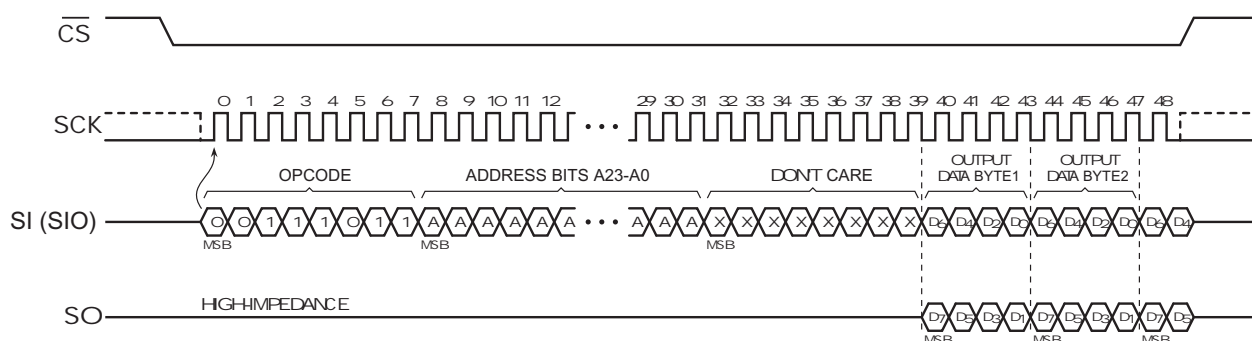 CS
0 1 2 3 4 5 6 7 8 9 10 11 12 29 30 31 32 33 34 35 36 37 38 39 40 41 42 43 44 45 46 47 48
SCK
OPCODE
ADDRESS BITS A23-A0
DON'T CARE
OUTPUT
DATA BYTE1
OUTPUT
DATA BYTE2
SI (SIO) 0 0 1 1 1 0 1 1 A A A A A A ••• A A A X X X X X X X X D6 D4 D2 D0 D6 D4 D2 D0 D6 D4
MSB MSB MSB
HIGH-IMPEDANCE
SO D7 D5 D3 D1 D7 D5 D3 D1 D7 D5
MSB MSB MSB